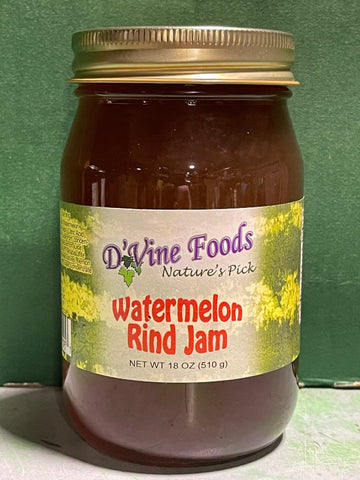 D'Vine Foods
Nature's Pick
Watermelon
Rind Jam
NET WT 18 OZ (510 g)